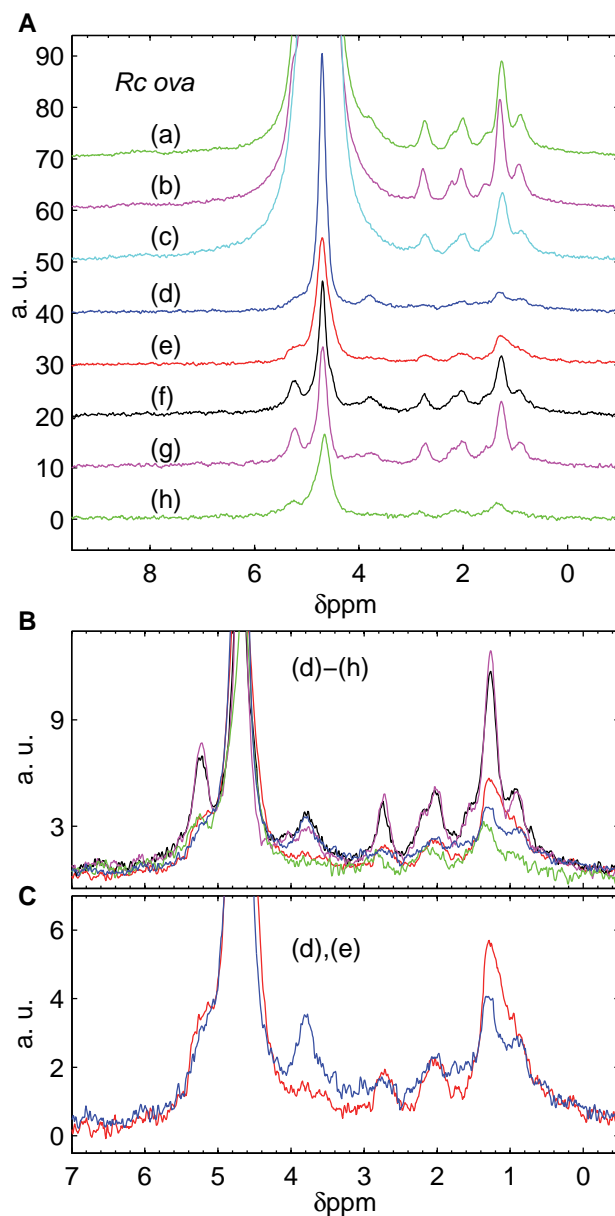 A
Rc ova
(a)
(b)
(c)
(d)
(e)
(f)
(g)
(h)
90
80
70
60
50
40
30
20
10
0
a. u.
8 6 4 2 0
δppm
B
(d)–(h)
9
3
a. u.
C
(d),(e)
6
4
2
0
a. u.
7 6 5 4 3 2 1 0
δppm